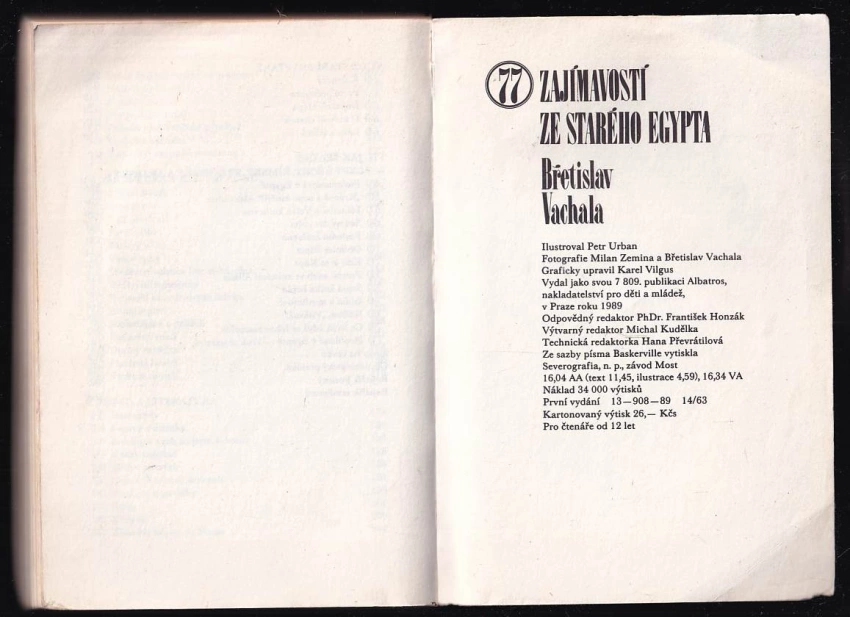 77 ZAJÍMAVOSTÍ
ZE STARÉHO EGYPTA
Břetislav
Vachala
Ilustroval Petr Urban
Fotografie Milan Zemina a Břetislav Vachala
Graficky upravil Karel Vilgus
Vydal jako svou 7 809. publikaci Albatros,
nakladatelství pro děti a mládež,
v Praze roku 1989
Odpovědný redaktor PhDr. František Honzák
Výtvarný redaktor Michal Kudělka
Technická redaktorka Hana Převrátilová
Ze sazby písma Baskerville vytiskla
Severografia, n. p., závod Most
16,04 AA (text 11,45, ilustrace 4,59), 16,34 VA
Náklad 34 000 výtisků
První vydání 13—908—89 14/63
Kartonovaný výtisk 26,— Kčs
Pro čtenáře od 12 let